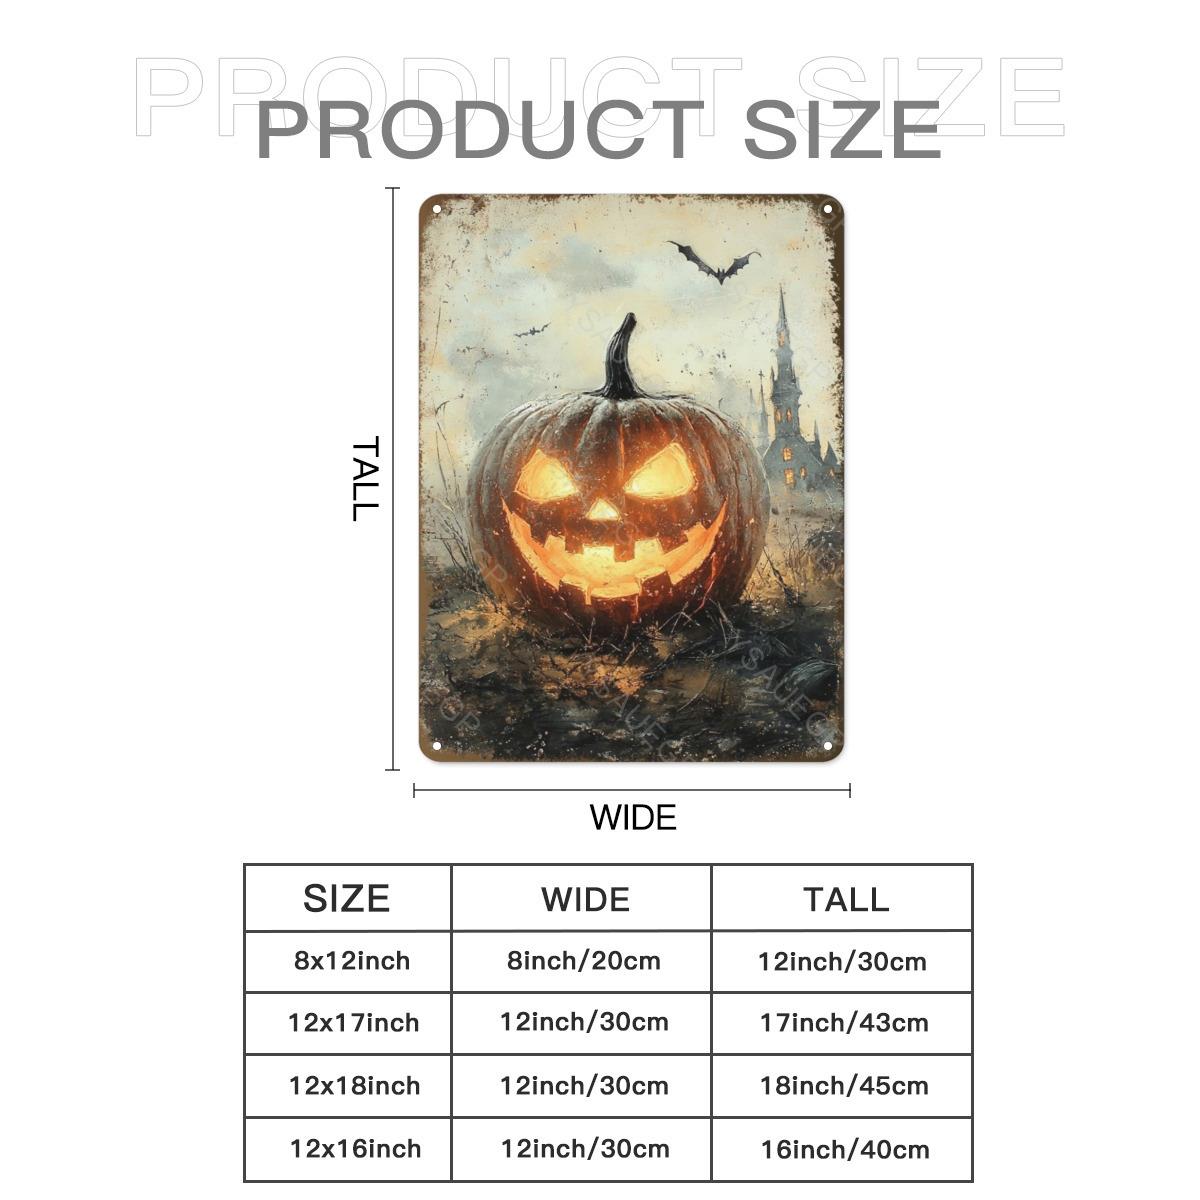 PRODUCT SIZE
PRODUCT SIZE
TALL
WIDE
SIZE WIDE TALL
8x12inch 8inch/20cm 12inch/30cm
12x17inch 12inch/30cm 17inch/43cm
12x18inch 12inch/30cm 18inch/45cm
12x16inch 12inch/30cm 16inch/40cm